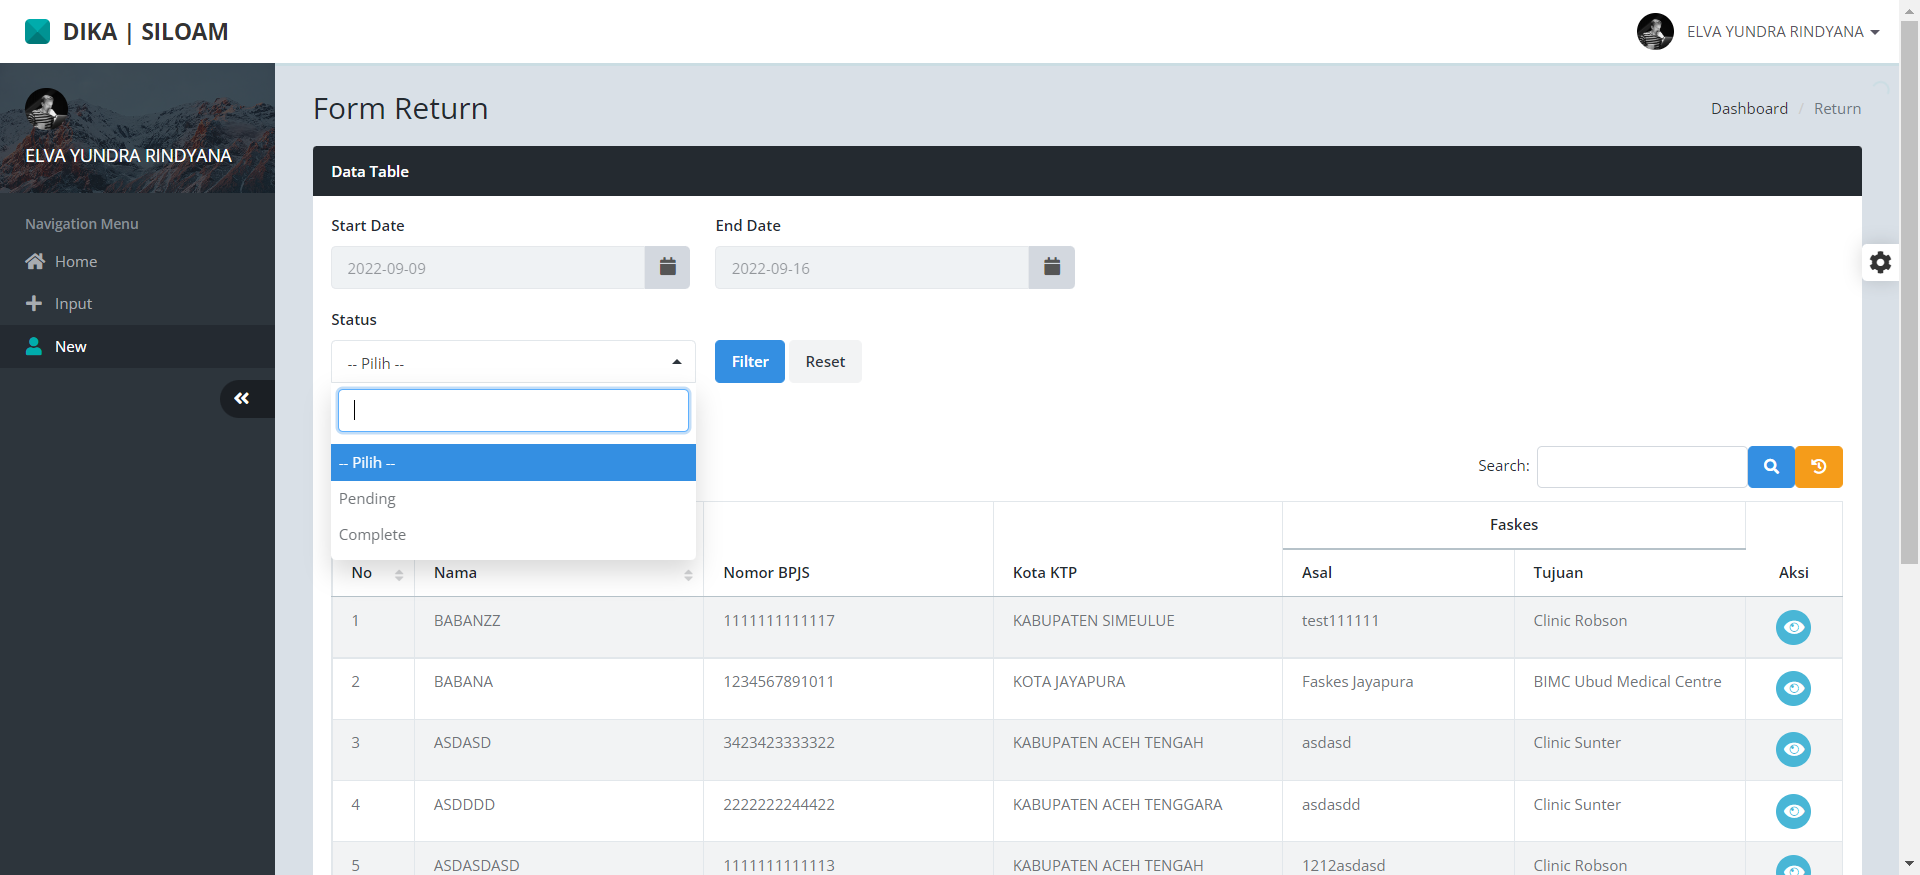 DIKA | SILOAM
ELVA YUNDRA RINDYANA
ELVA YUNDRA RINDYANA
Navigation Menu
Home
Input
New
Form Return
Dashboard / Return
Data Table
Start Date
End Date
2022-09-09
2022-09-16
Status
-- Pilih --
Filter
Reset
-- Pilih --
Pending
Complete
Search:
Faskes
No
Nama
Nomor BPJS
Kota KTP
Asal
Tujuan
Aksi
1 BABANZZ 1111111111117 KABUPATEN SIMEULUE test111111 Clinic Robson
2 BABANA 1234567891011 KOTA JAYAPURA Faskes Jayapura BIMC Ubud Medical Centre
3 ASDASD 3423423333322 KABUPATEN ACEH TENGAH asdasd Clinic Sunter
4 ASDDDD 2222222244422 KABUPATEN ACEH TENGGARA asdasdd Clinic Sunter
5 ASDASDASD 1111111111113 KABUPATEN ACEH TENGAH 1212asdasd Clinic Robson